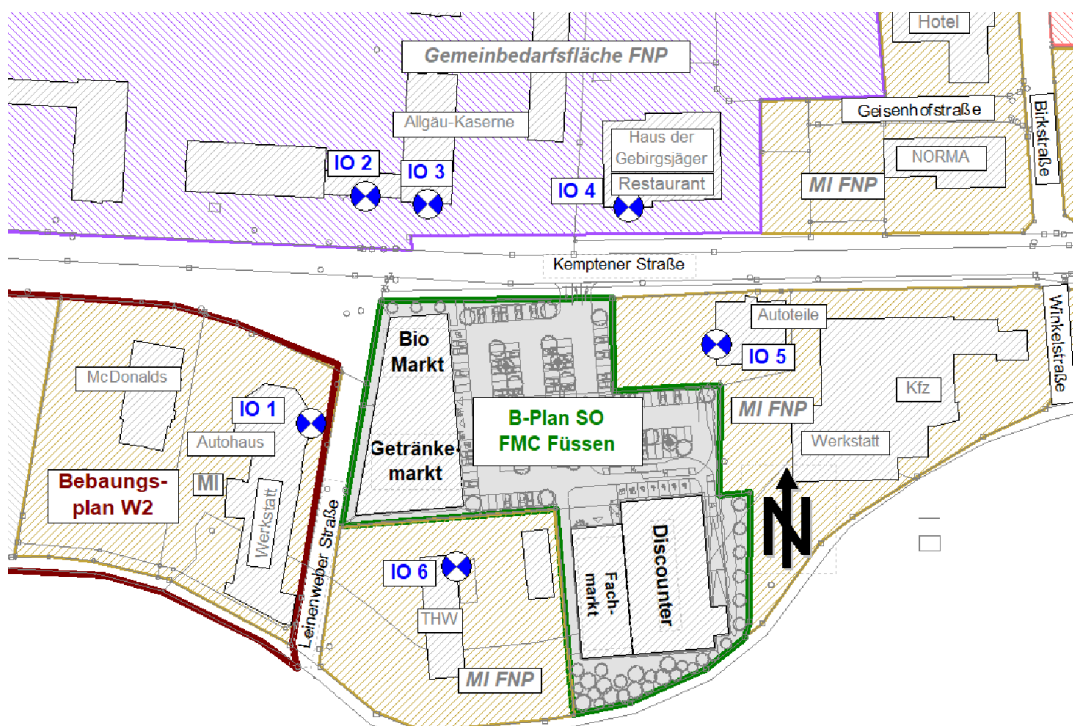 Hotel
Gemeinbedarfsfläche FNP
Geisenhofstraße
Birkstraße
Allgäu-Kaserne
Haus der
Gebirgsjäger
Restaurant
NORMA
IO 2
IO 3
IO 4
MI FNP
Kemptener Straße
Autoteile
Winkelstraße
Bio
Markt
IO 5
McDonalds
Kfz
IO 1
B-Plan SO
FMC Füssen
MI FNP
Autohaus
Getränke-
markt
Werkstatt
Bebaungs-
plan W2
MI
Werkstatt
N
Leinenweber Straße
IO 6
Fach-
markt
Discounter
THW
MI FNP